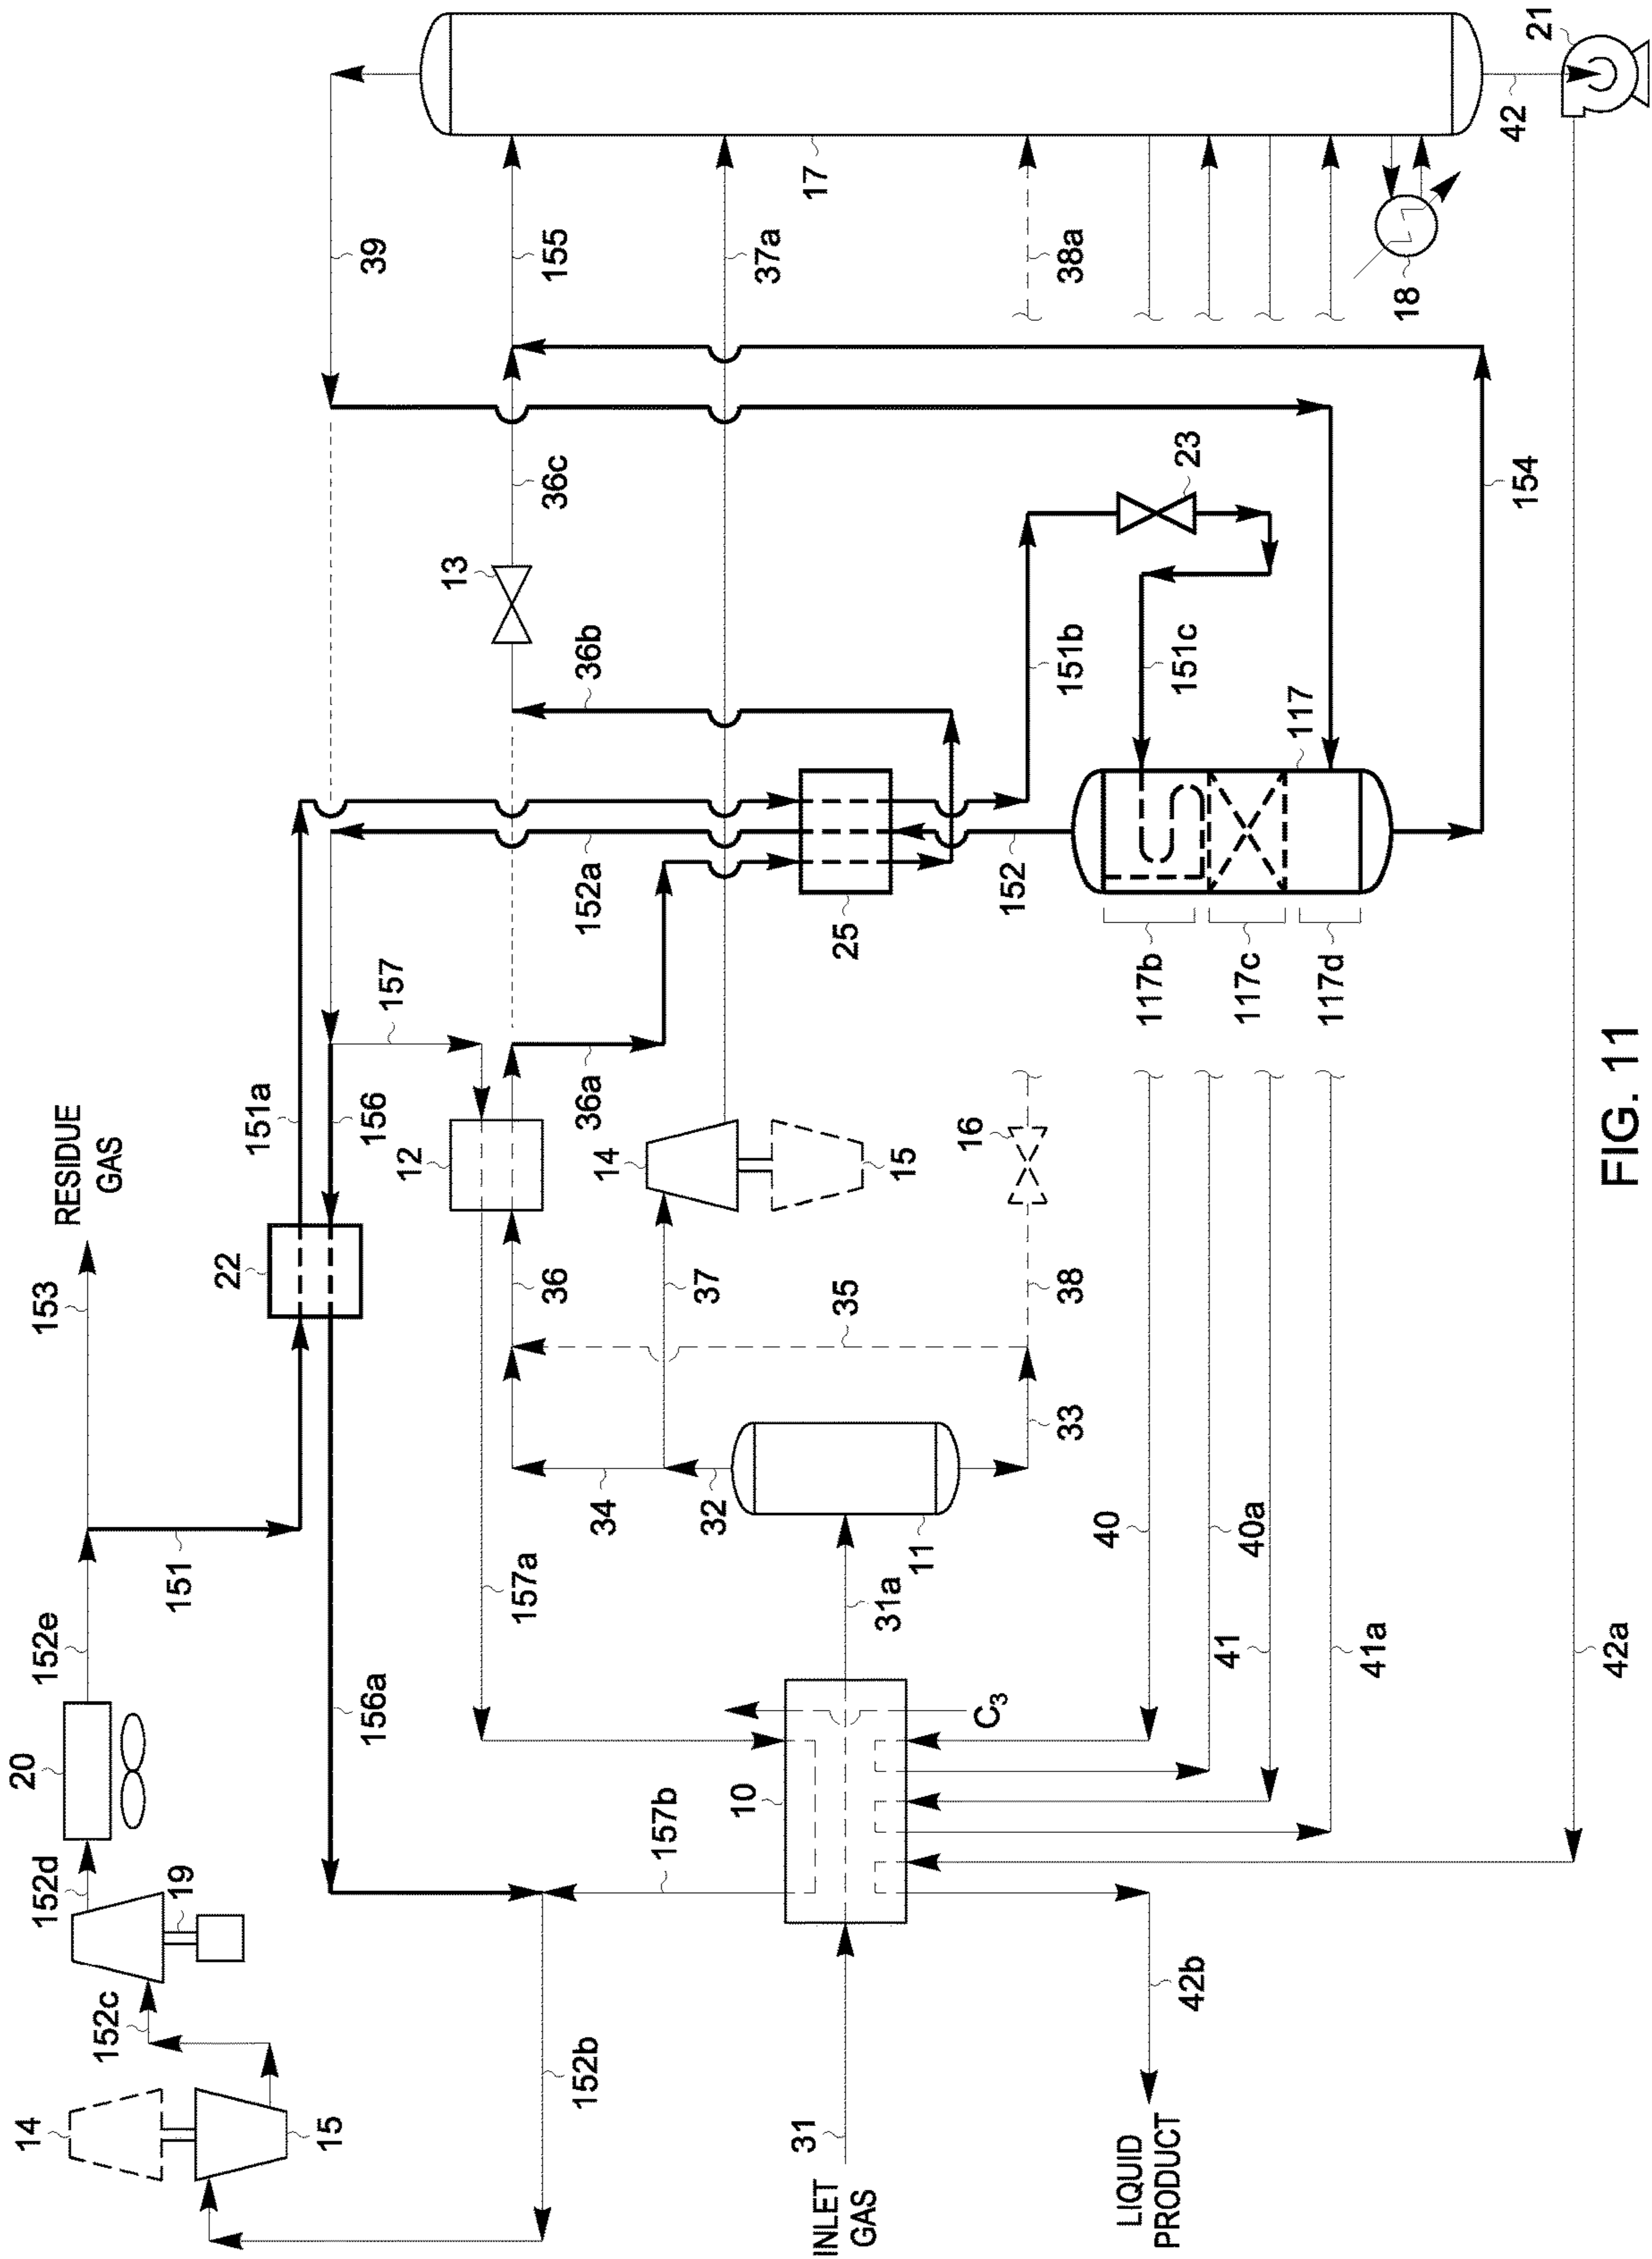 RESIDUE
GAS
153
20
152e
151
22
151a
39
152d
19
152c
14
15
156a
156
157
12
36a
152a
13
36b
36c
155
152b
157a
34
36
37
14
15
35
32
11
33
38
16
25
152
37a
17
38a
157b
10
31a
C3
INLET
GAS
31
151b
151c
23
117
117b
117c
117d
154
18
40
40a
41
41a
42a
42b
LIQUID
PRODUCT
42
21
FIG. 11